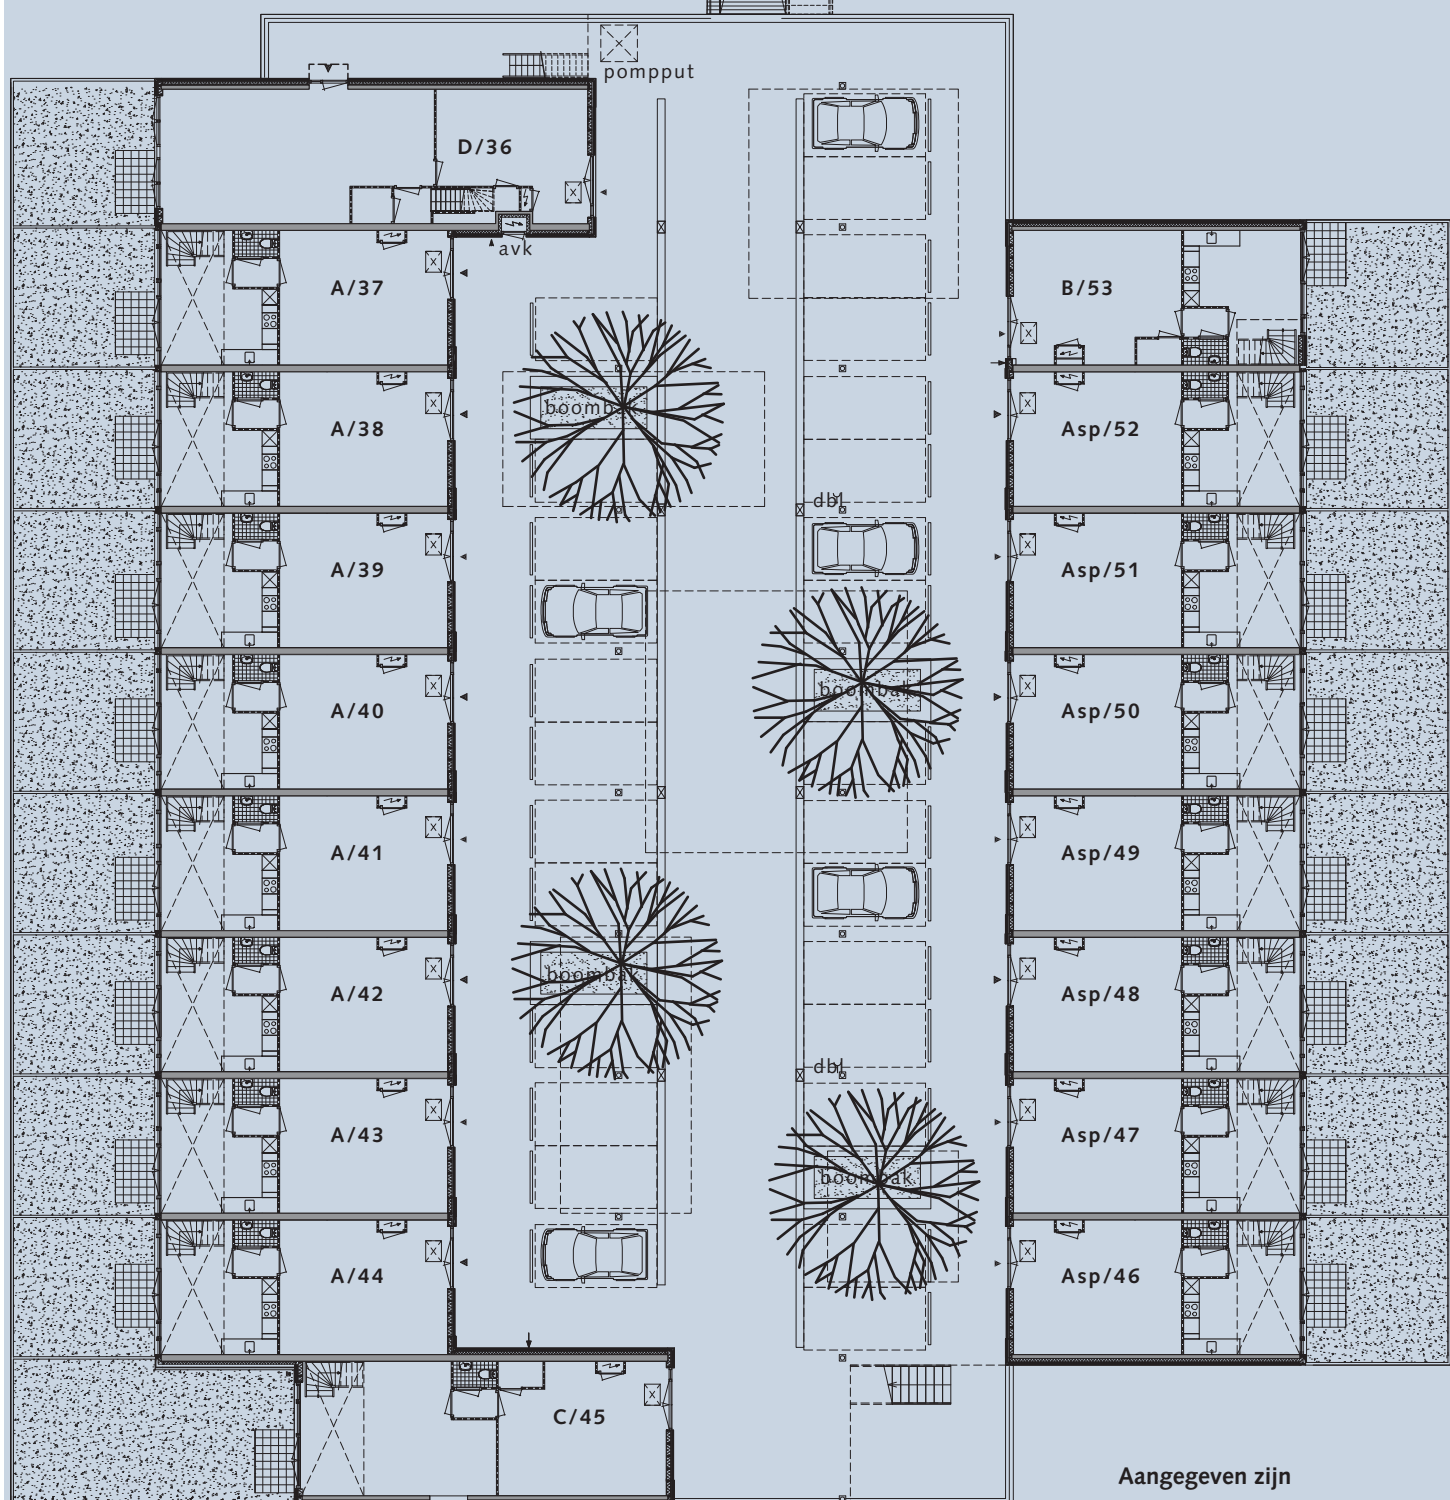 pompput
D/36
avk
A/37
B/53
boombak
A/38
Asp/52
dbl
A/39
Asp/51
A/40
boombak
Asp/50
A/41
Asp/49
boombak
A/42
Asp/48
dbl
A/43
Asp/47
boombak
A/44
Asp/46
C/45
Aangegeven zijn